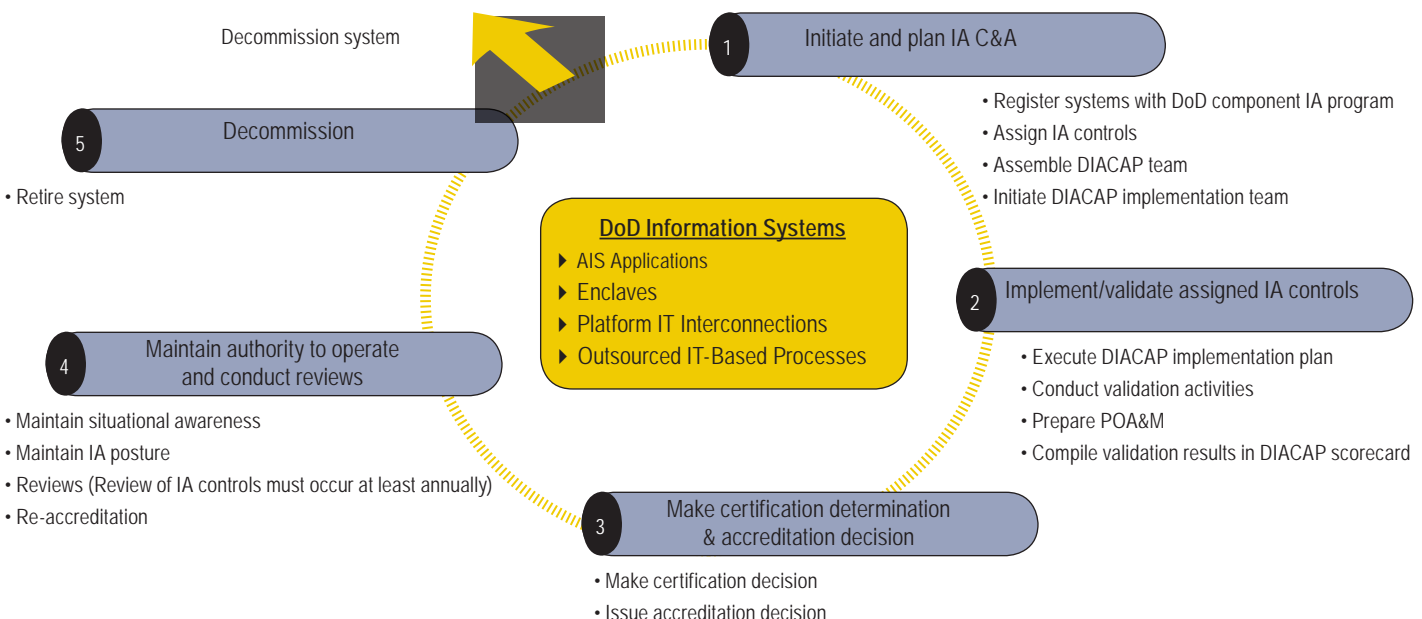 Decommission system
1
Initiate and plan IA C&A
• Register systems with DoD component IA program
• Assign IA controls
• Assemble DIACAP team
• Initiate DIACAP implementation team
5
Decommission
• Retire system
DoD Information Systems
AIS Applications
Enclaves
Platform IT Interconnections
Outsourced IT-Based Processes
2
Implement/validate assigned IA controls
• Execute DIACAP implementation plan
• Conduct validation activities
• Prepare POA&M
• Compile validation results in DIACAP scorecard
4
Maintain authority to operate
and conduct reviews
• Maintain situational awareness
• Maintain IA posture
• Reviews (Review of IA controls must occur at least annually)
• Re-accreditation
3
Make certification determination
& accreditation decision
• Make certification decision
• Issue accreditation decision